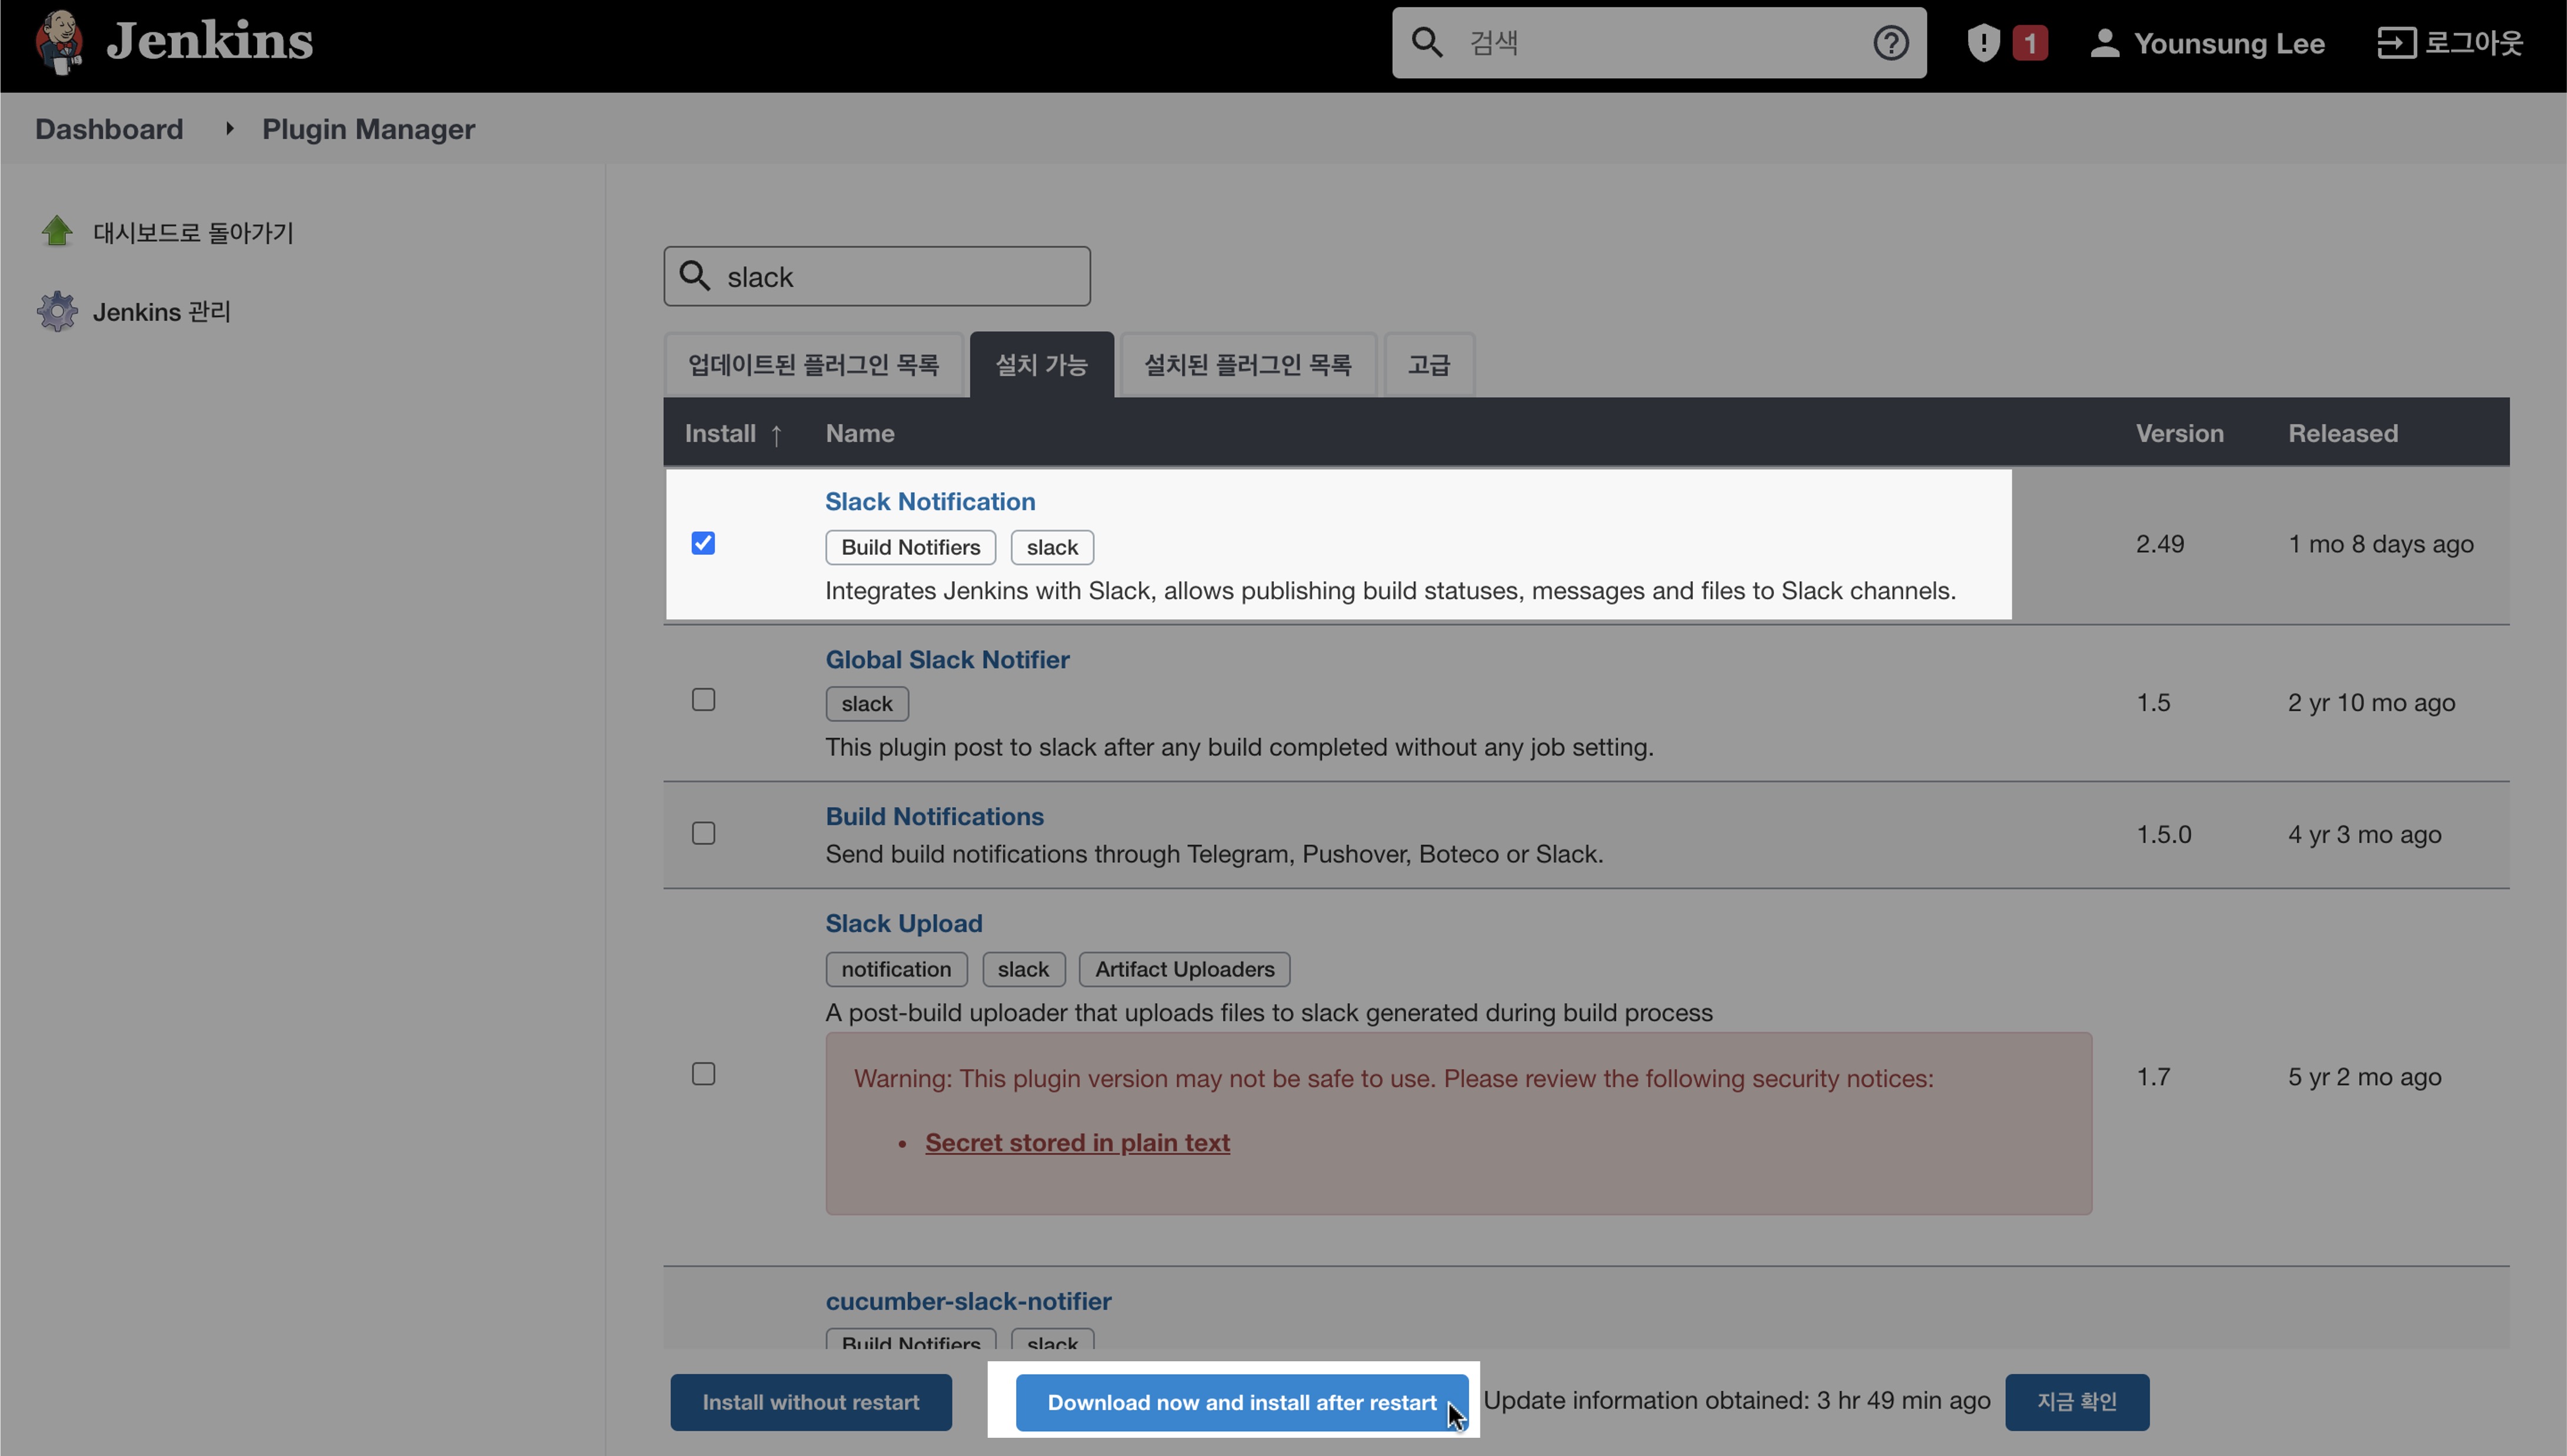 Jenkins
검색
1
Younsung Lee
로그아웃
Dashboard
Plugin Manager
대시보드로 돌아가기
Jenkins 관리
slack
업데이트된 플러그인 목록
설치 가능
설치된 플러그인 목록
고급
Install ↑ Name Version Released
Slack Notification
Build Notifiers slack
Integrates Jenkins with Slack, allows publishing build statuses, messages and files to Slack channels.
2.49
1 mo 8 days ago
Global Slack Notifier
slack
This plugin post to slack after any build completed without any job setting.
1.5
2 yr 10 mo ago
Build Notifications
Send build notifications through Telegram, Pushover, Boteco or Slack.
1.5.0
4 yr 3 mo ago
Slack Upload
notification slack Artifact Uploaders
A post-build uploader that uploads files to slack generated during build process
Warning: This plugin version may not be safe to use. Please review the following security notices:
• Secret stored in plain text
1.7
5 yr 2 mo ago
cucumber-slack-notifier
Build Notifiers slack
Install without restart
Download now and install after restart
Update information obtained: 3 hr 49 min ago
지금 확인